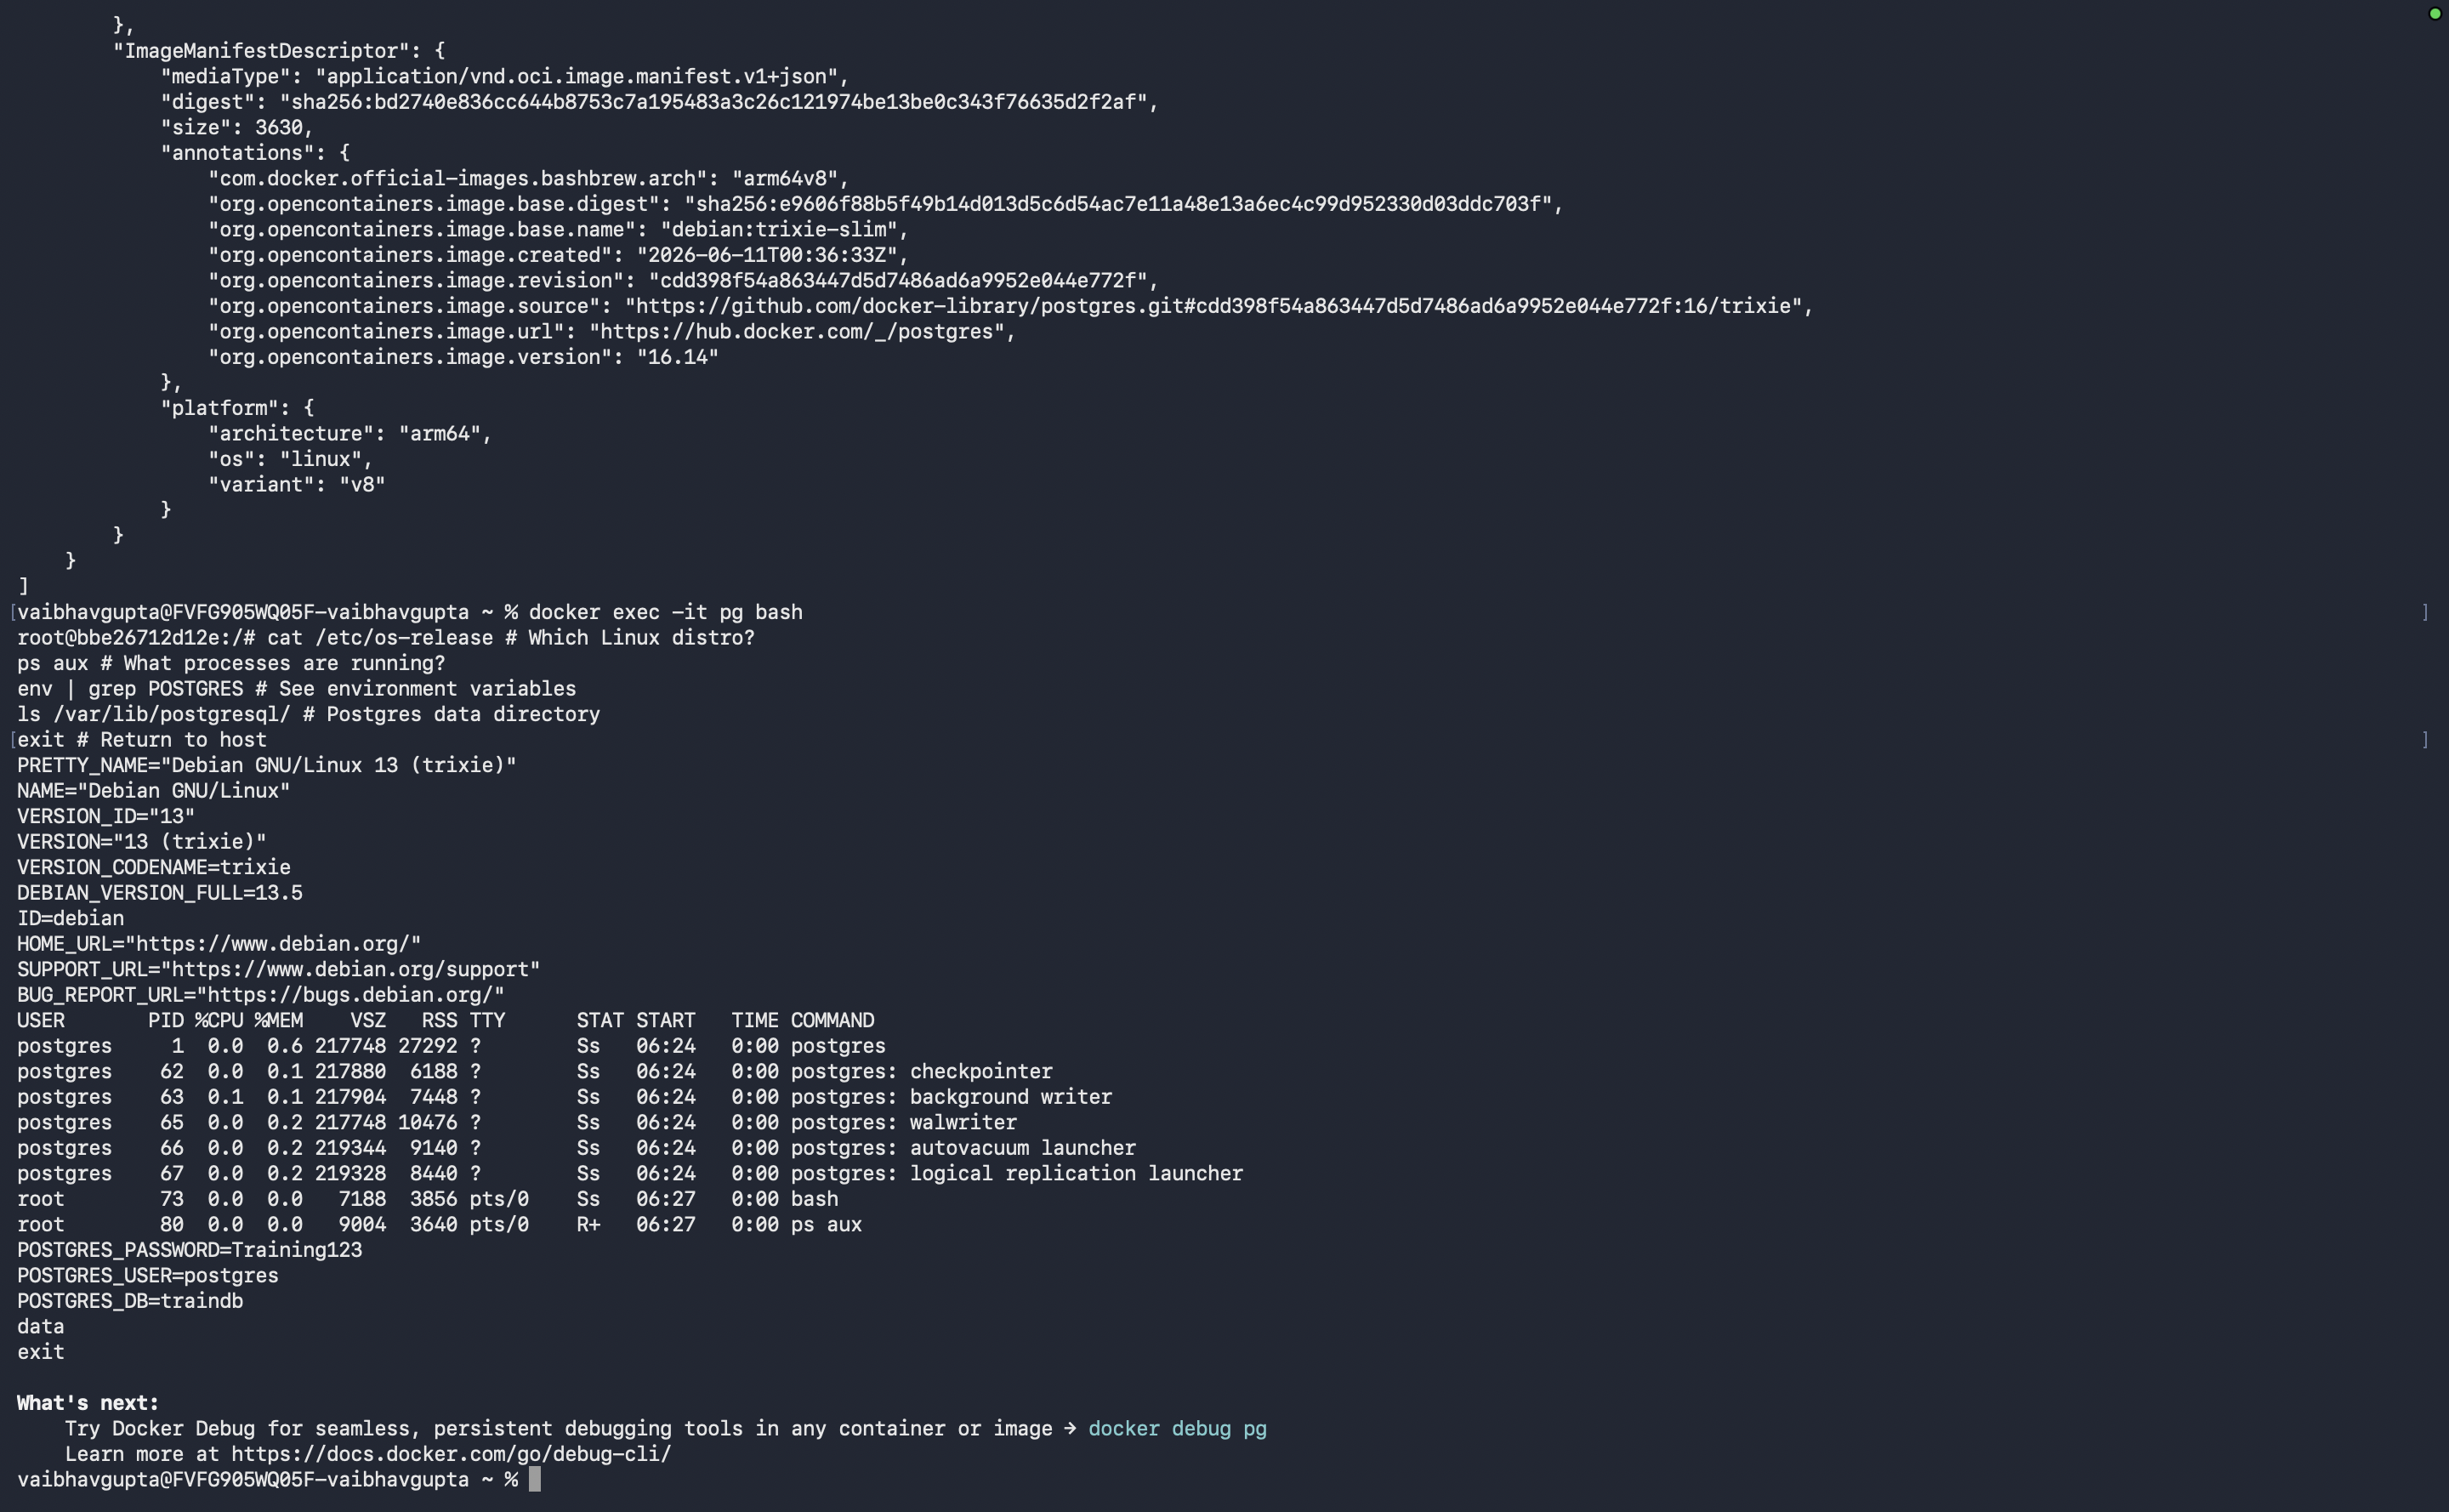 },
        "ImageManifestDescriptor": {
            "mediaType": "application/vnd.oci.image.manifest.v1+json",
            "digest": "sha256:bd2740e836cc644b8753c7a195483a3c26c121974be13be0c343f76635d2f2af",
            "size": 3630,
            "annotations": {
                "com.docker.official-images.bashbrew.arch": "arm64v8",
                "org.opencontainers.image.base.digest": "sha256:e9606f88b5f49b14d013d5c6d54ac7e11a48e13a6ec4c99d952330d03ddc703f",
                "org.opencontainers.image.base.name": "debian:trixie-slim",
                "org.opencontainers.image.created": "2026-06-11T00:36:33Z",
                "org.opencontainers.image.revision": "cdd398f54a863447d5d7486ad6a9952e044e772f",
                "org.opencontainers.image.source": "https://github.com/docker-library/postgres.git#cdd398f54a863447d5d7486ad6a9952e044e772f:16/trixie",
                "org.opencontainers.image.url": "https://hub.docker.com/_/postgres",
                "org.opencontainers.image.version": "16.14"
            },
            "platform": {
                "architecture": "arm64",
                "os": "linux",
                "variant": "v8"
            }
        }
    }
]
[vaibhavgupta@FVFG905WQ05F-vaibhavgupta ~ % docker exec -it pg bash ]
root@bbe26712d12e:/# cat /etc/os-release # Which Linux distro?
ps aux # What processes are running?
env | grep POSTGRES # See environment variables
ls /var/lib/postgresql/ # Postgres data directory
[exit # Return to host ]
PRETTY_NAME="Debian GNU/Linux 13 (trixie)"
NAME="Debian GNU/Linux"
VERSION_ID="13"
VERSION="13 (trixie)"
VERSION_CODENAME=trixie
DEBIAN_VERSION_FULL=13.5
ID=debian
HOME_URL="https://www.debian.org/"
SUPPORT_URL="https://www.debian.org/support"
BUG_REPORT_URL="https://bugs.debian.org/"
USER       PID %CPU %MEM    VSZ   RSS TTY      STAT START   TIME COMMAND
postgres     1  0.0  0.6 217748 27292 ?        Ss   06:24   0:00 postgres
postgres    62  0.0  0.1 217880  6188 ?        Ss   06:24   0:00 postgres: checkpointer
postgres    63  0.1  0.1 217904  7448 ?        Ss   06:24   0:00 postgres: background writer
postgres    65  0.0  0.2 217748 10476 ?        Ss   06:24   0:00 postgres: walwriter
postgres    66  0.0  0.2 219344  9140 ?        Ss   06:24   0:00 postgres: autovacuum launcher
postgres    67  0.0  0.2 219328  8440 ?        Ss   06:24   0:00 postgres: logical replication launcher
root        73  0.0  0.0   7188  3856 pts/0    Ss   06:27   0:00 bash
root        80  0.0  0.0   9004  3640 pts/0    R+   06:27   0:00 ps aux
POSTGRES_PASSWORD=Training123
POSTGRES_USER=postgres
POSTGRES_DB=traindb
data
exit

What's next:
    Try Docker Debug for seamless, persistent debugging tools in any container or image → docker debug pg
    Learn more at https://docs.docker.com/go/debug-cli/
vaibhavgupta@FVFG905WQ05F-vaibhavgupta ~ %